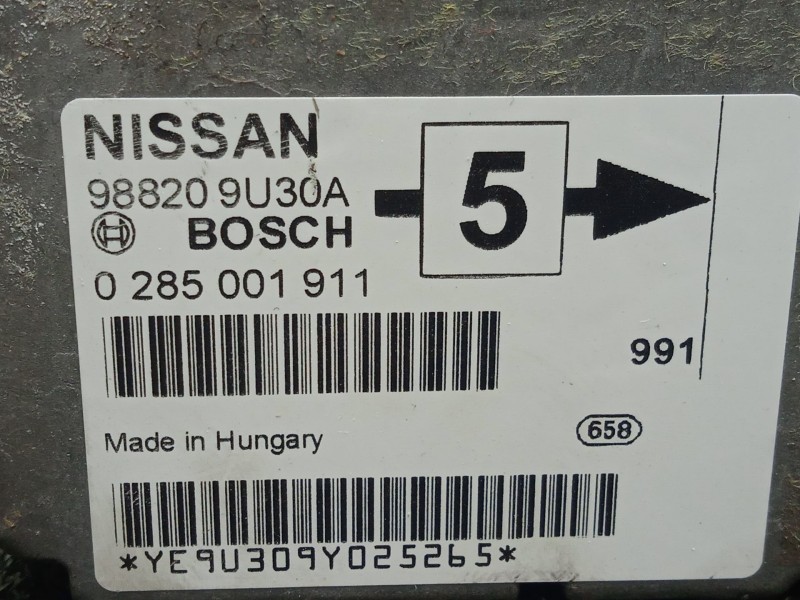 NISSAN
98820 9U30A
5
BOSCH
0 285 001 911
991
Made in Hungary
658
*YE9U309Y025265*